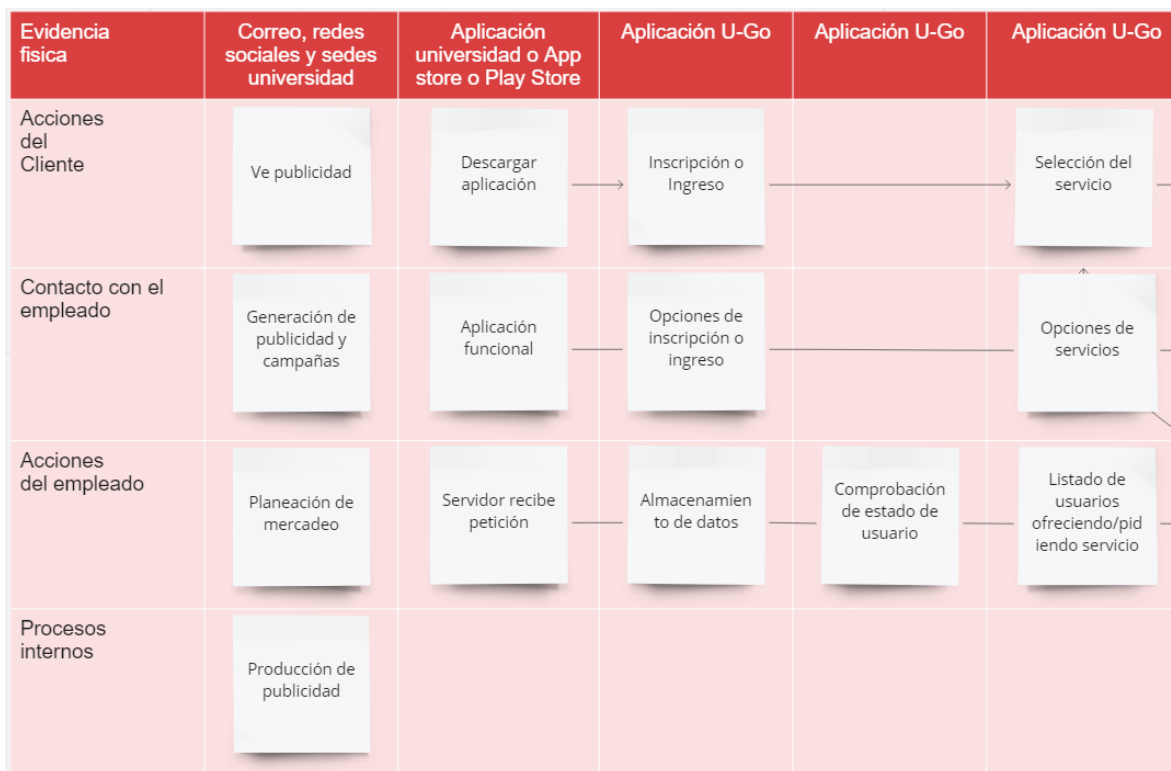 Evidencia
fisica
Correo, redes
sociales y sedes
universidad
Aplicación
universidad o App
store o Play Store
Aplicación U-Go
Aplicación U-Go
Aplicación U-Go
Acciones
del
Cliente
Ve publicidad
Descargar
aplicación
Inscripción o
Ingreso
Selección del
servicio
Contacto con el
empleado
Generación de
publicidad y
campañas
Aplicación
funcional
Opciones de
inscripción o
ingreso
Opciones de
servicios
Acciones
del empleado
Planeación de
mercadeo
Servidor recibe
petición
Almacenamien
to de datos
Comprobación
de estado de
usuario
Listado de
usuarios
ofreciendo/pid
iendo servicio
Procesos
internos
Producción de
publicidad